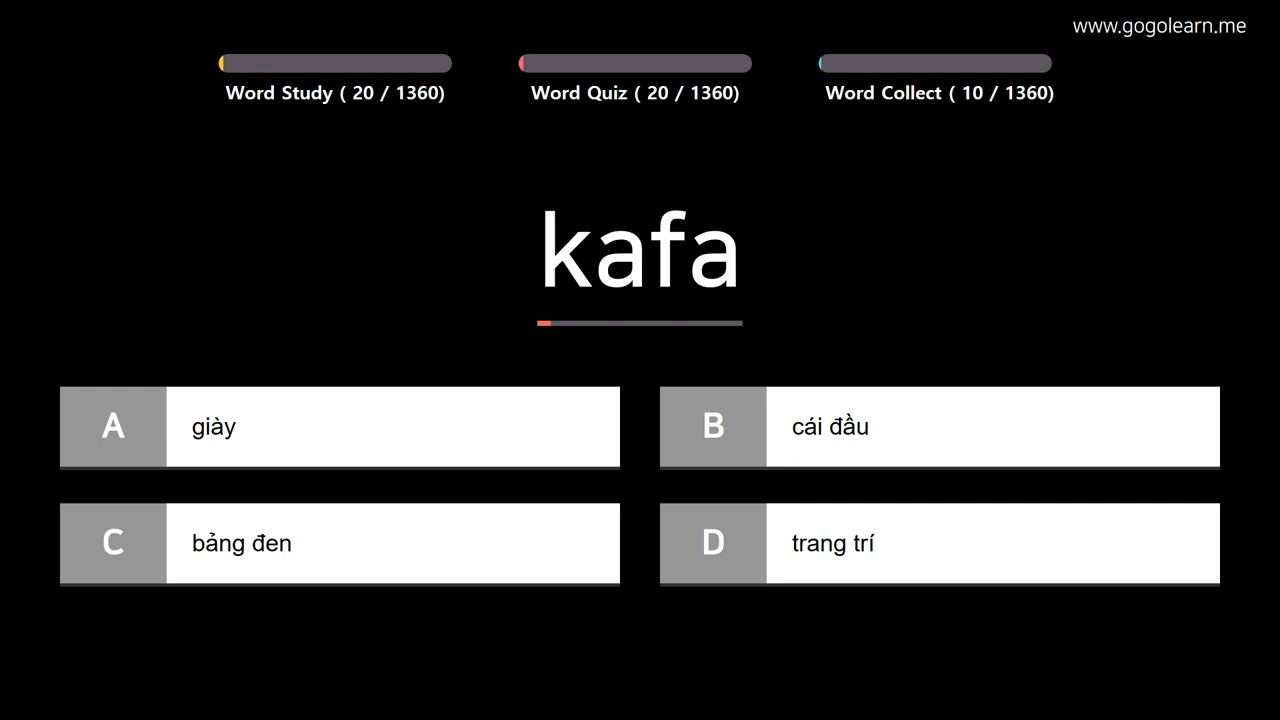 www.gogolearn.me
Word Study ( 20 / 1360)
Word Quiz ( 20 / 1360)
Word Collect ( 10 / 1360)
kafa
A giày
B cái đầu
C bảng đen
D trang trí